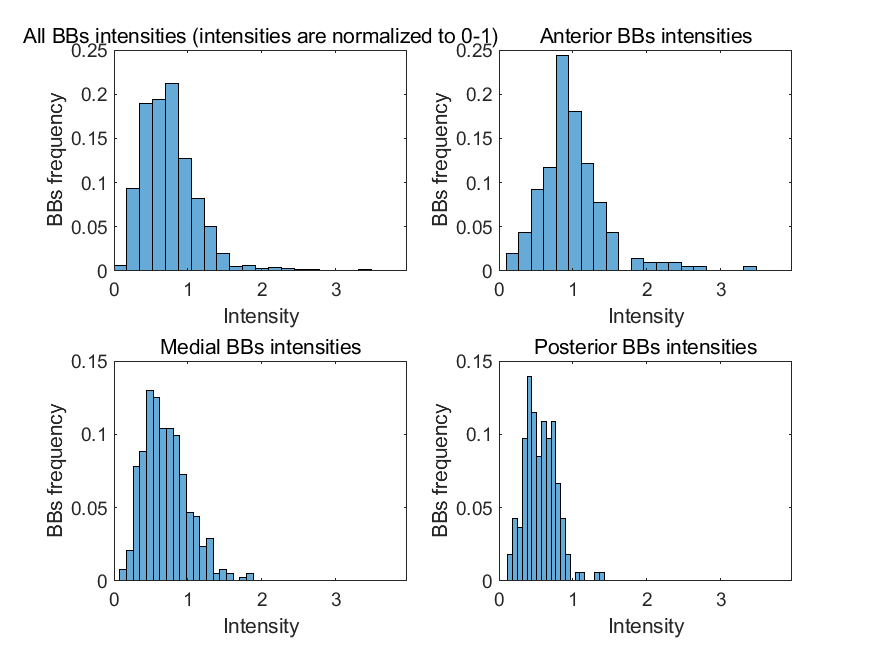 All BBs intensities (intensities are normalized to 0-1)
0.25
0.2
0.15
0.1
0.05
0
BBs frequency
0 1 2 3
Intensity
Anterior BBs intensities
0.25
0.2
0.15
0.1
0.05
0
BBs frequency
0 1 2 3
Intensity
Medial BBs intensities
0.15
0.1
0.05
0
BBs frequency
0 1 2 3
Intensity
Posterior BBs intensities
0.15
0.1
0.05
0
BBs frequency
0 1 2 3
Intensity